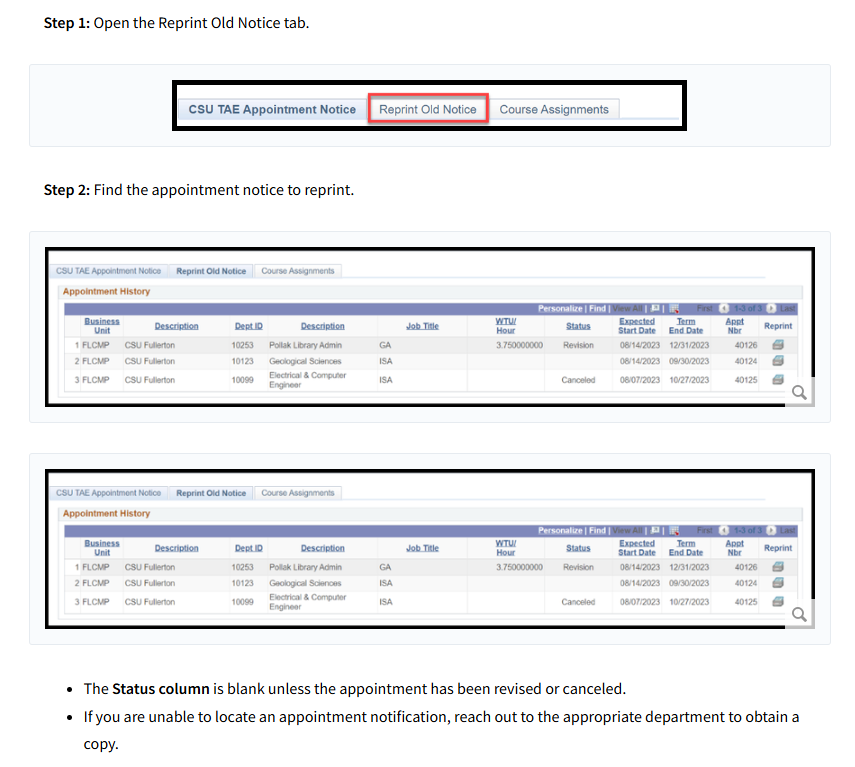 Step 1: Open the Reprint Old Notice tab.
CSU TAE Appointment Notice Reprint Old Notice Course Assignments
Step 2: Find the appointment notice to reprint.
CSU TAE Appointment Notice Reprint Old Notice Course Assignments
Appointment History
Personalize | Find | View All | | First 1-3 of 3 Last
Business Unit Description Dept ID Description Job Title WTU/ Hour Status Expected Start Date Term End Date Appt Nbr Reprint
1 FLCMP CSU Fullerton 10253 Pollak Library Admin GA 3.750000000 Revision 08/14/2023 12/31/2023 40126
2 FLCMP CSU Fullerton 10123 Geological Sciences ISA 08/14/2023 09/30/2024 40124
3 FLCMP CSU Fullerton 10099 Electrical & Computer Engineer ISA Canceled 08/07/2023 10/27/2023 40125
CSU TAE Appointment Notice Reprint Old Notice Course Assignments
Appointment History
Personalize | Find | View All | | First 1-3 of 3 Last
Business Unit Description Dept ID Description Job Title WTU/ Hour Status Expected Start Date Term End Date Appt Nbr Reprint
1 FLCMP CSU Fullerton 10253 Pollak Library Admin GA 3.750000000 Revision 08/14/2023 12/31/2023 40126
2 FLCMP CSU Fullerton 10123 Geological Sciences ISA 08/14/2023 09/30/2024 40124
3 FLCMP CSU Fullerton 10099 Electrical & Computer Engineer ISA Canceled 08/07/2023 10/27/2023 40125
• The Status column is blank unless the appointment has been revised or canceled.
• If you are unable to locate an appointment notification, reach out to the appropriate department to obtain a
copy.